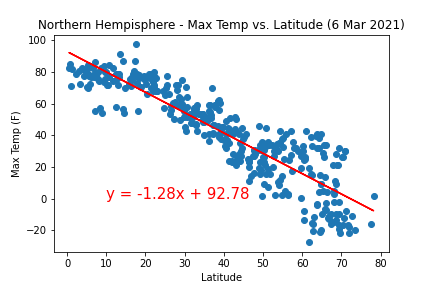 Northern Hempisphere - Max Temp vs. Latitude (6 Mar 2021)
100
80
60
40
20
0
−20
Max Temp (F)
y = -1.28x + 92.78
0 10 20 30 40 50 60 70 80
Latitude